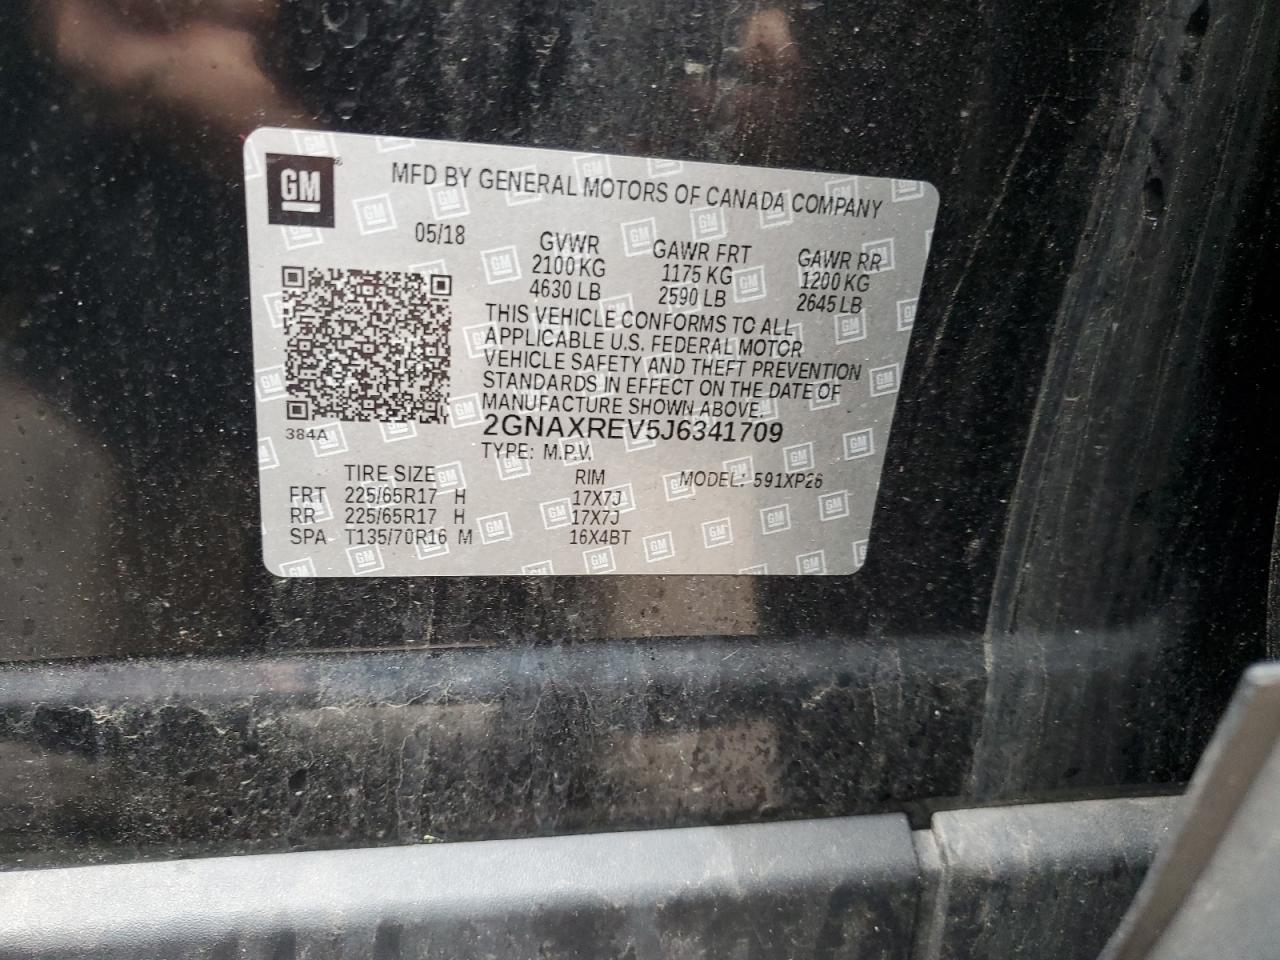 GM
MFD BY GENERAL MOTORS OF CANADA COMPANY
05/18 GVWR GAWR FRT GAWR RR
2100 KG 1175 KG 1200 KG
4630 LB 2590 LB 2645 LB
THIS VEHICLE CONFORMS TO ALL
APPLICABLE U.S. FEDERAL MOTOR
VEHICLE SAFETY AND THEFT PREVENTION
STANDARDS IN EFFECT ON THE DATE OF
MANUFACTURE SHOWN ABOVE.
2GNAXREV5J6341709
384A
TYPE: M.P.V.
TIRE SIZE RIM MODEL: 591XP26
FRT 225/65R17 H 17X7J
RR 225/65R17 H 17X7J
SPA T135/70R16 M 16X4BT